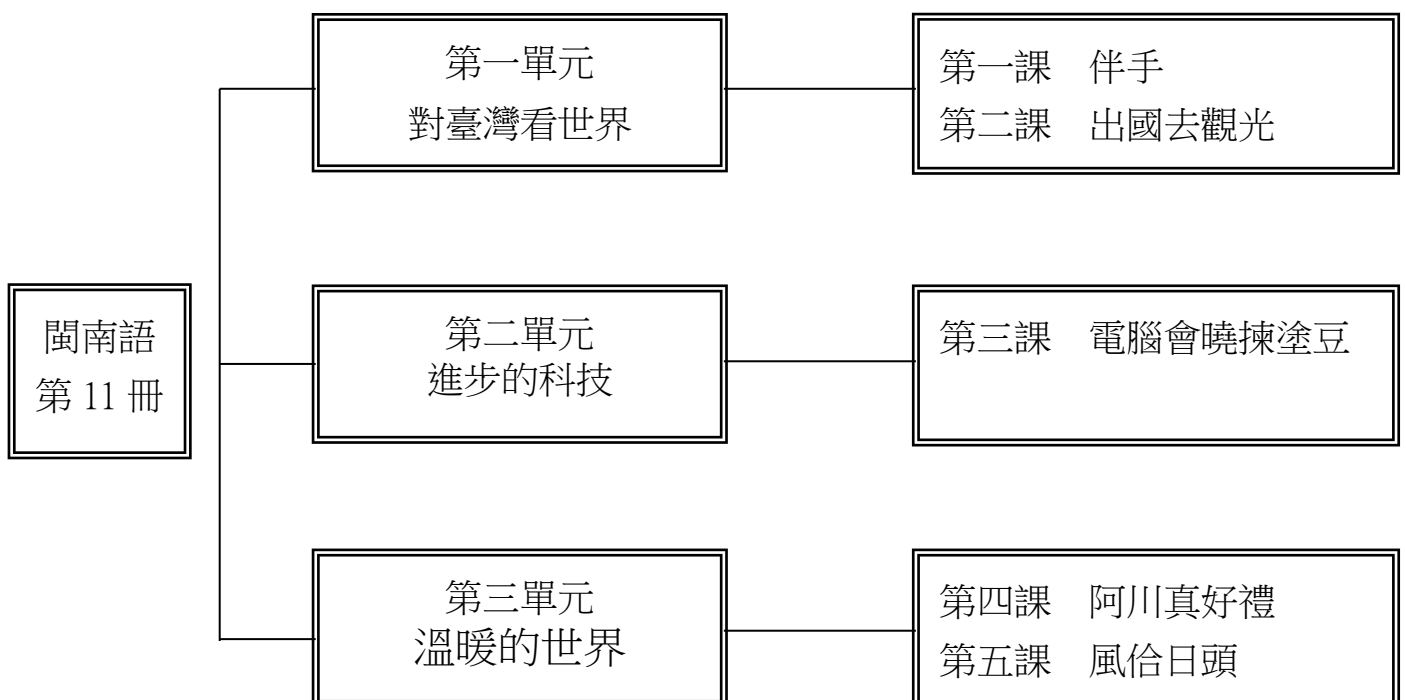 閩南語
第 11 冊
第一單元
對臺灣看世界
第一課　伴手
第二課　出國去觀光
第二單元
進步的科技
第三課　電腦會曉揀塗豆
第三單元
溫暖的世界
第四課　阿川真好禮
第五課　風佮日頭